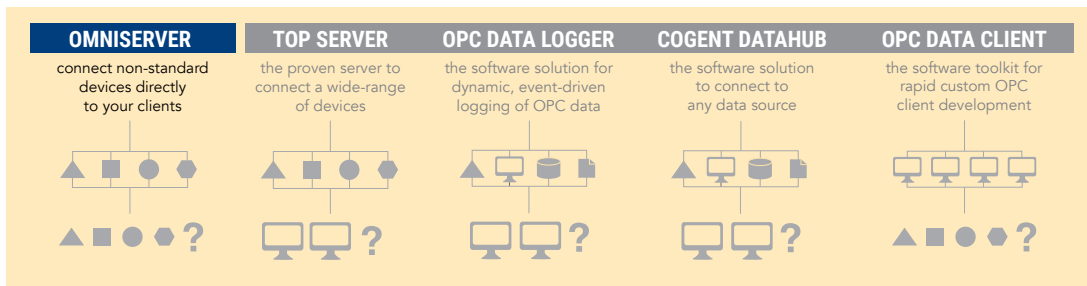 OMNISERVER
connect non-standard
devices directly
to your clients
?
TOP SERVER
the proven server to
connect a wide-range
of devices
?
OPC DATA LOGGER
the software solution for
dynamic, event-driven
logging of OPC data
?
COGENT DATAHUB
the software solution
to connect to
any data source
?
OPC DATA CLIENT
the software toolkit for
rapid custom OPC
client development
?